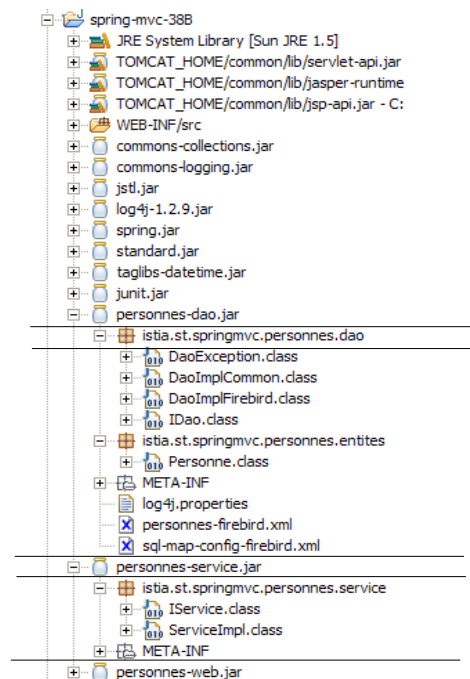 spring-mvc-38B
JRE System Library [Sun JRE 1.5]
TOMCAT_HOME/common/lib/servlet-api.jar
TOMCAT_HOME/common/lib/jasper-runtime
TOMCAT_HOME/common/lib/jsp-api.jar - C:
WEB-INF/src
commons-collections.jar
commons-logging.jar
jstl.jar
log4j-1.2.9.jar
spring.jar
standard.jar
taglibs-datetime.jar
junit.jar
personnes-dao.jar
istia.st.springmvc.personnes.dao
DaoException.class
DaoImplCommon.class
DaoImplFirebird.class
IDao.class
istia.st.springmvc.personnes.entites
Personne.class
META-INF
log4j.properties
personnes-firebird.xml
sql-map-config-firebird.xml
personnes-service.jar
istia.st.springmvc.personnes.service
IService.class
ServiceImpl.class
META-INF
personnes-web.jar